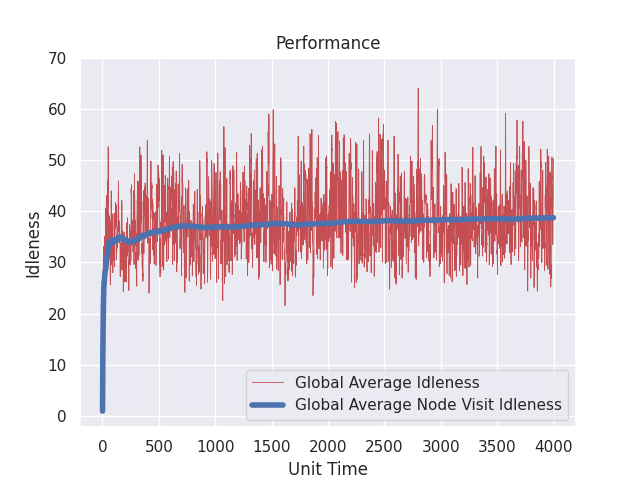 Performance
70
60
50
40
30
20
10
0
Idleness
Global Average Idleness
Global Average Node Visit Idleness
0 500 1000 1500 2000 2500 3000 3500 4000
Unit Time